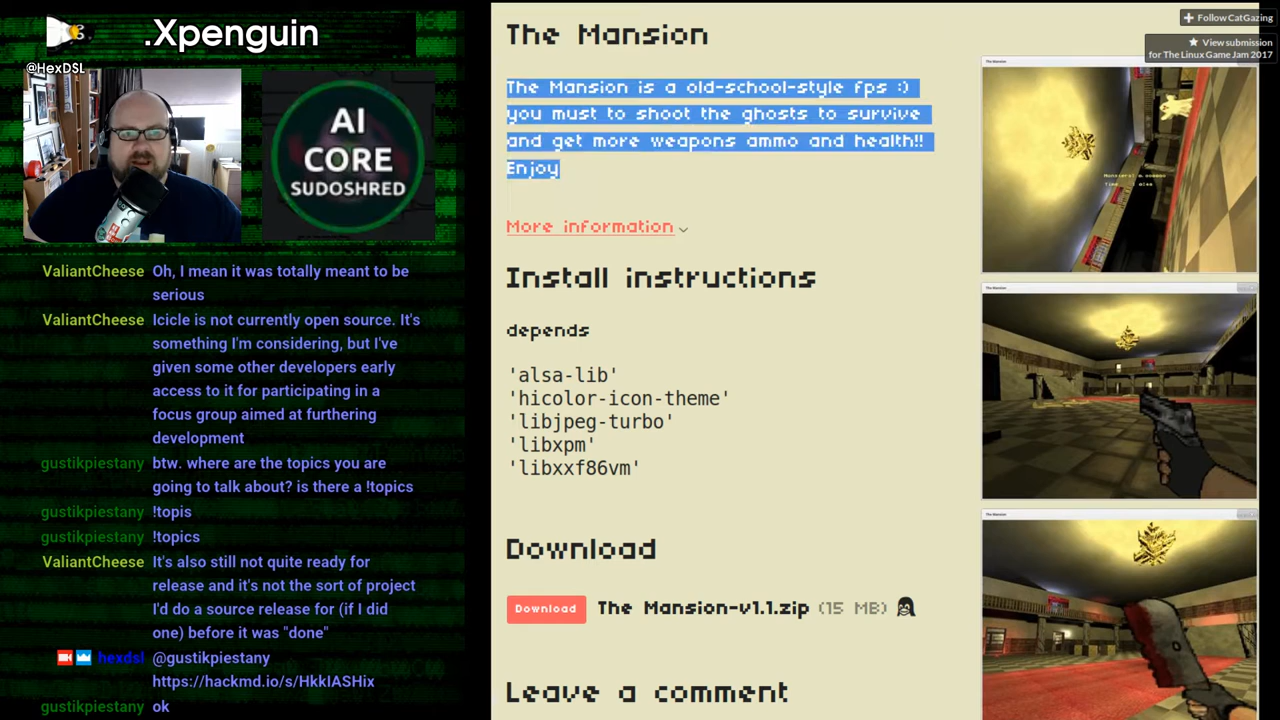 .Xpenguin
@HexDSL
AI
CORE
SUDOSHRED
ValiantCheese Oh, I mean it was totally meant to be
serious
ValiantCheese Icicle is not currently open source. It's
something I'm considering, but I've
given some other developers early
access to it for participating in a
focus group aimed at furthering
development
gustikpiestany btw. where are the topics you are
going to talk about? is there a !topics
gustikpiestany !topis
gustikpiestany !topics
ValiantCheese It's also still not quite ready for
release and it's not the sort of project
I'd do a source release for (if I did
one) before it was "done"
hexdsl @gustikpiestany
https://hackmd.io/s/HkkIASHix
gustikpiestany ok
The Mansion
The Mansion is a old-school-style fps :)
you must to shoot the ghosts to survive
and get more weapons ammo and health!!
Enjoy
More information
Install instructions
depends
'alsa-lib'
'hicolor-icon-theme'
'libjpeg-turbo'
'libxpm'
'libxxf86vm'
Download
Download The Mansion-v1.1.zip (15 MB)
Leave a comment
Follow CatGazing
View submission
for The Linux Game Jam 2017
The Mansion
The Mansion
The Mansion